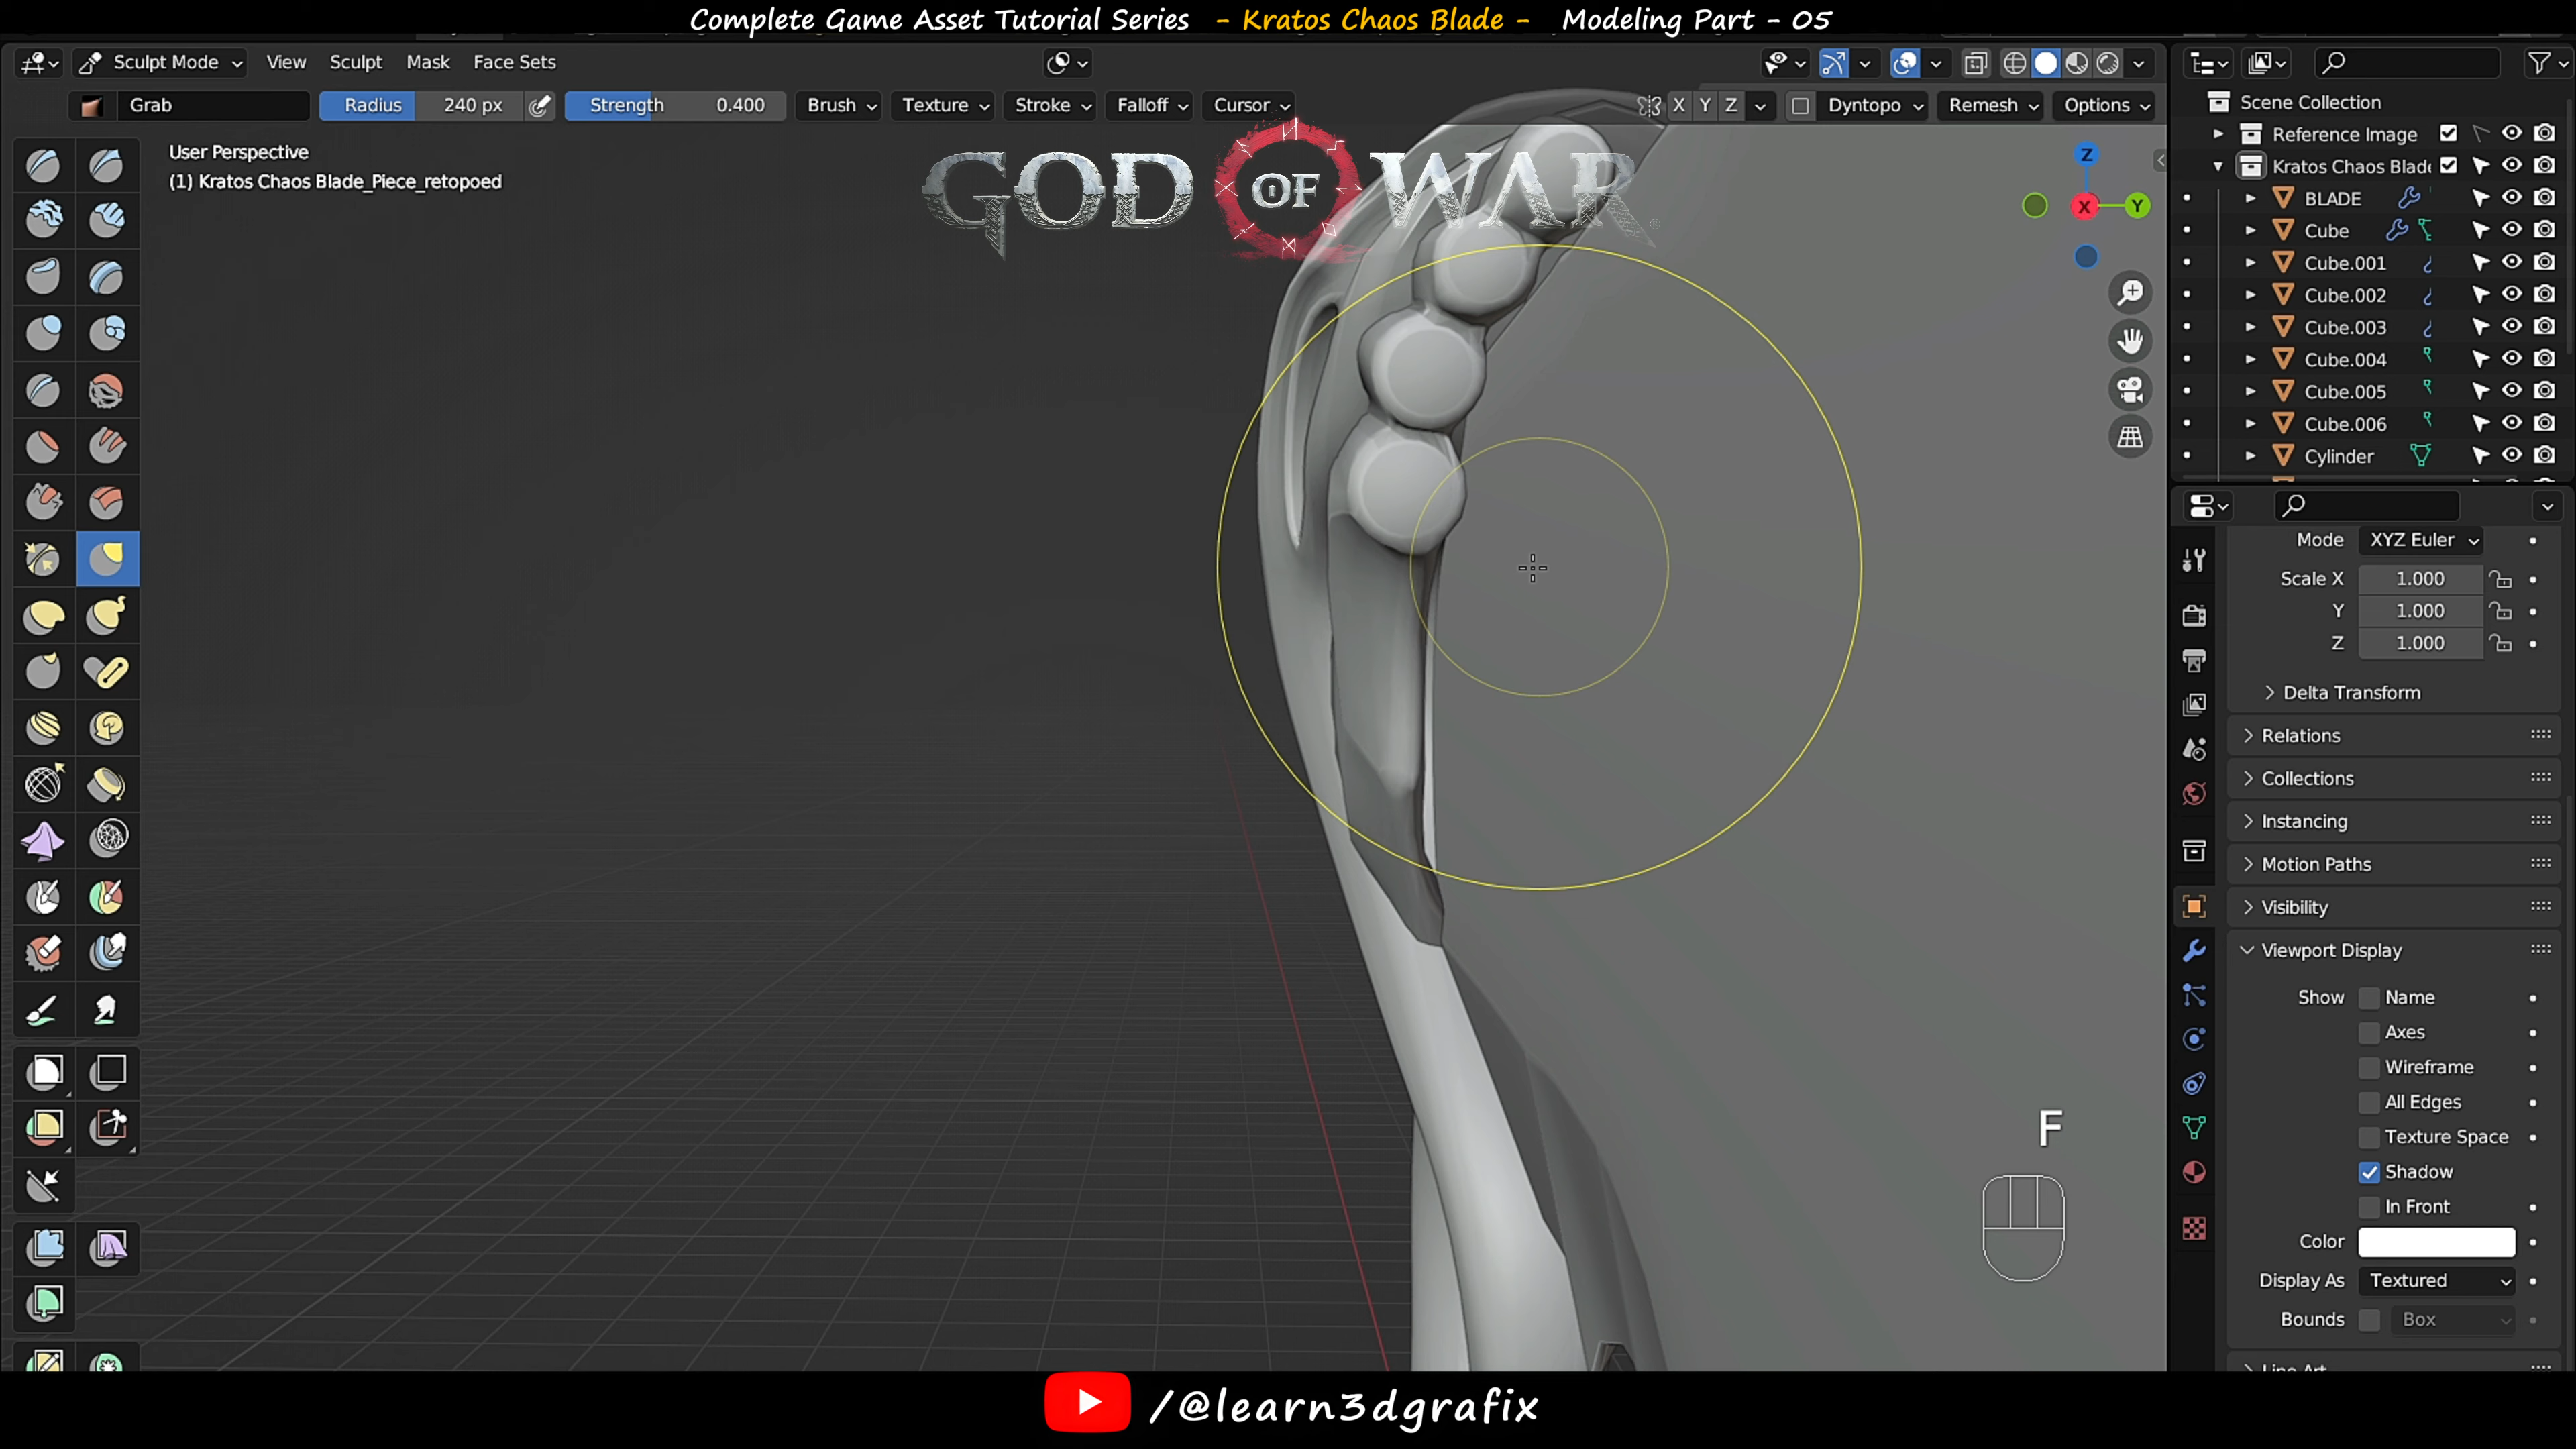 Complete Game Asset Tutorial Series - Kratos Chaos Blade - Modeling Part - 05
Sculpt Mode View Sculpt Mask Face Sets
Grab Radius 240 px Strength 0.400 Brush Texture Stroke Falloff Cursor X Y Z Dyntopo Remesh Options
User Perspective
(1) Kratos Chaos Blade_Piece_retopoed
GOD OF WAR
Z
X
Y
F
Scene Collection
Reference Image
Kratos Chaos Blade
BLADE
Cube
Cube.001
Cube.002
Cube.003
Cube.004
Cube.005
Cube.006
Cylinder
Mode XYZ Euler
Scale X 1.000
Y 1.000
Z 1.000
Delta Transform
Relations
Collections
Instancing
Motion Paths
Visibility
Viewport Display
Show Name
Axes
Wireframe
All Edges
Texture Space
Shadow
In Front
Color
Display As Textured
Bounds Box
/@learn3dgrafix